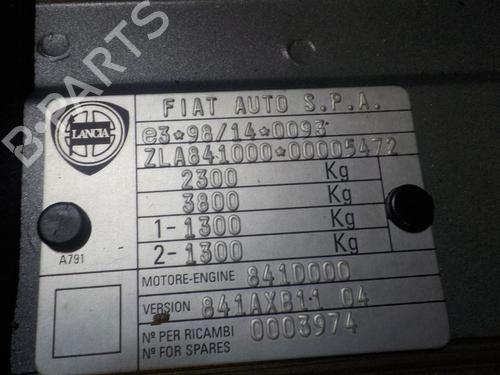 B-PARTS
FIAT AUTO S.P.A.
LANCIA
e3*98/14*0093
ZLA841000*00005472
2300 Kg
3800 Kg
1-1300 Kg
2-1300 Kg
A791
MOTORE-ENGINE 841D000
VERSION 841AXB11 04
Nº PER RICAMBI 0003974
Nº FOR SPARES